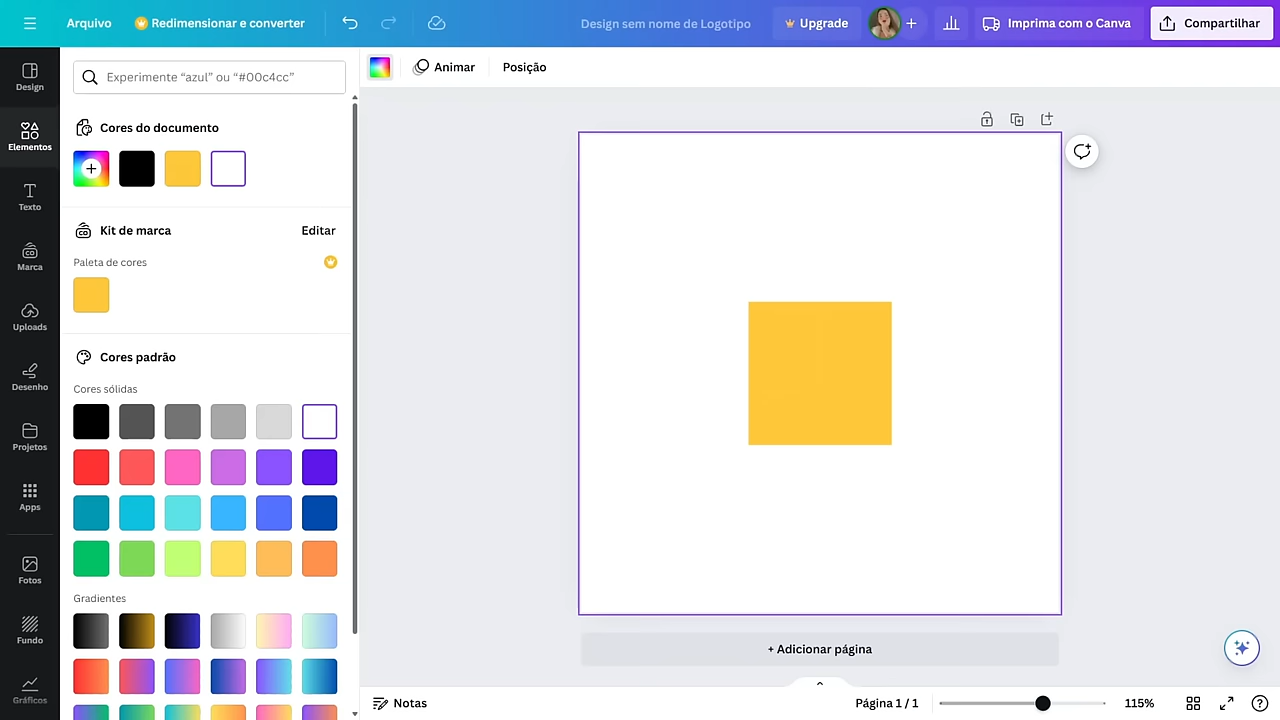 Arquivo
Redimensionar e converter
Design sem nome de Logotipo
Upgrade
Imprima com o Canva
Compartilhar
Design
Elementos
Texto
Marca
Uploads
Desenho
Projetos
Apps
Fotos
Fundo
Gráficos
Experimente “azul” ou “#00c4cc”
Cores do documento
Kit de marca
Editar
Paleta de cores
Cores padrão
Cores sólidas
Gradientes
Animar
Posição
+ Adicionar página
Notas
Página 1 / 1
115%